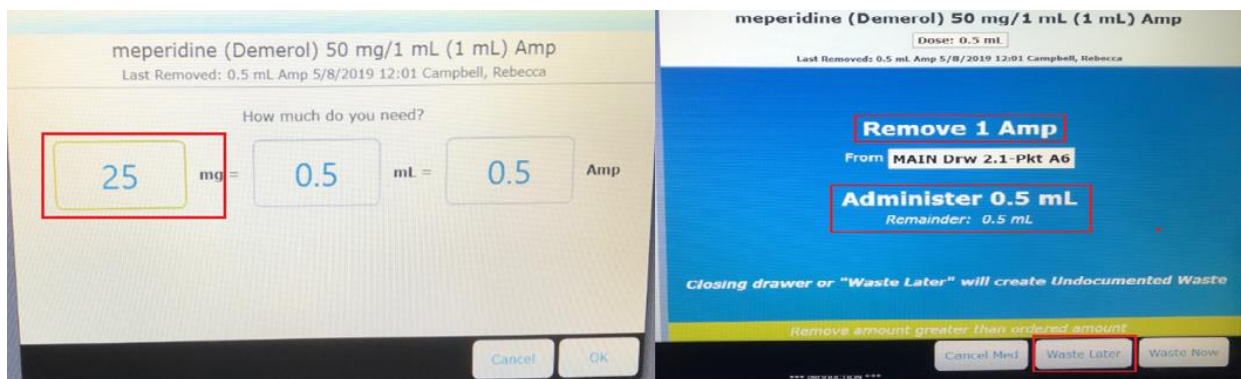 meperidine (Demerol) 50 mg/1 mL (1 mL) Amp
Last Removed: 0.5 mL Amp 5/8/2019 12:01 Campbell, Rebecca
How much do you need?
25 mg = 0.5 mL = 0.5 Amp
Cancel OK
meperidine (Demerol) 50 mg/1 mL (1 mL) Amp
Dose: 0.5 mL
Last Removed: 0.5 mL Amp 5/8/2019 12:01 Campbell, Rebecca
Remove 1 Amp
From MAIN Drw 2.1-Pkt A6
Administer 0.5 mL
Remainder: 0.5 mL
Closing drawer or "Waste Later" will create Undocumented Waste
Remove amount greater than ordered amount
Cancel Med Waste Later Waste Now